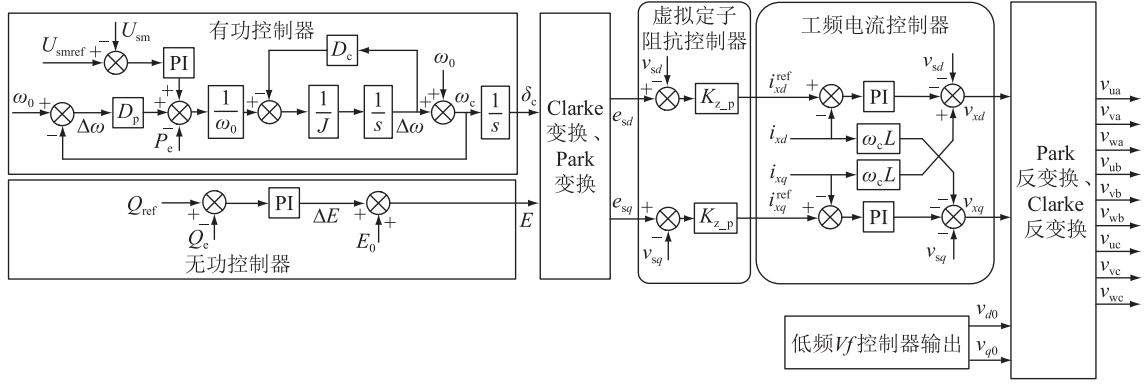 有功控制器
U_sm
U_smref
+
−
PI
D_c
ω_0
ω_0
+
−
Δω
D_p
+
+
−
P_e
1/ω_0
−
+
1/J
1/s
Δω
+
+
ω_c
1/s
δ_c
Q_ref
+
−
Q_e
PI
ΔE
+
+
E_0
E
无功控制器
Clarke
变换、
Park
变换
e_sd
e_sq
虚拟定子
阻抗控制器
v_sd
−
+
K_z_p
+
−
v_sq
K_z_p
工频电流控制器
i_xd^ref
+
−
PI
v_sd
−
−
+
v_xd
i_xd
ω_cL
i_xq
ω_cL
i_xq^ref
−
+
PI
−
−
−
v_xq
v_sq
低频Vf控制器输出
v_d0
v_q0
Park
反变换、
Clarke
反变换
v_ua
v_va
v_wa
v_ub
v_vb
v_wb
v_uc
v_vc
v_wc